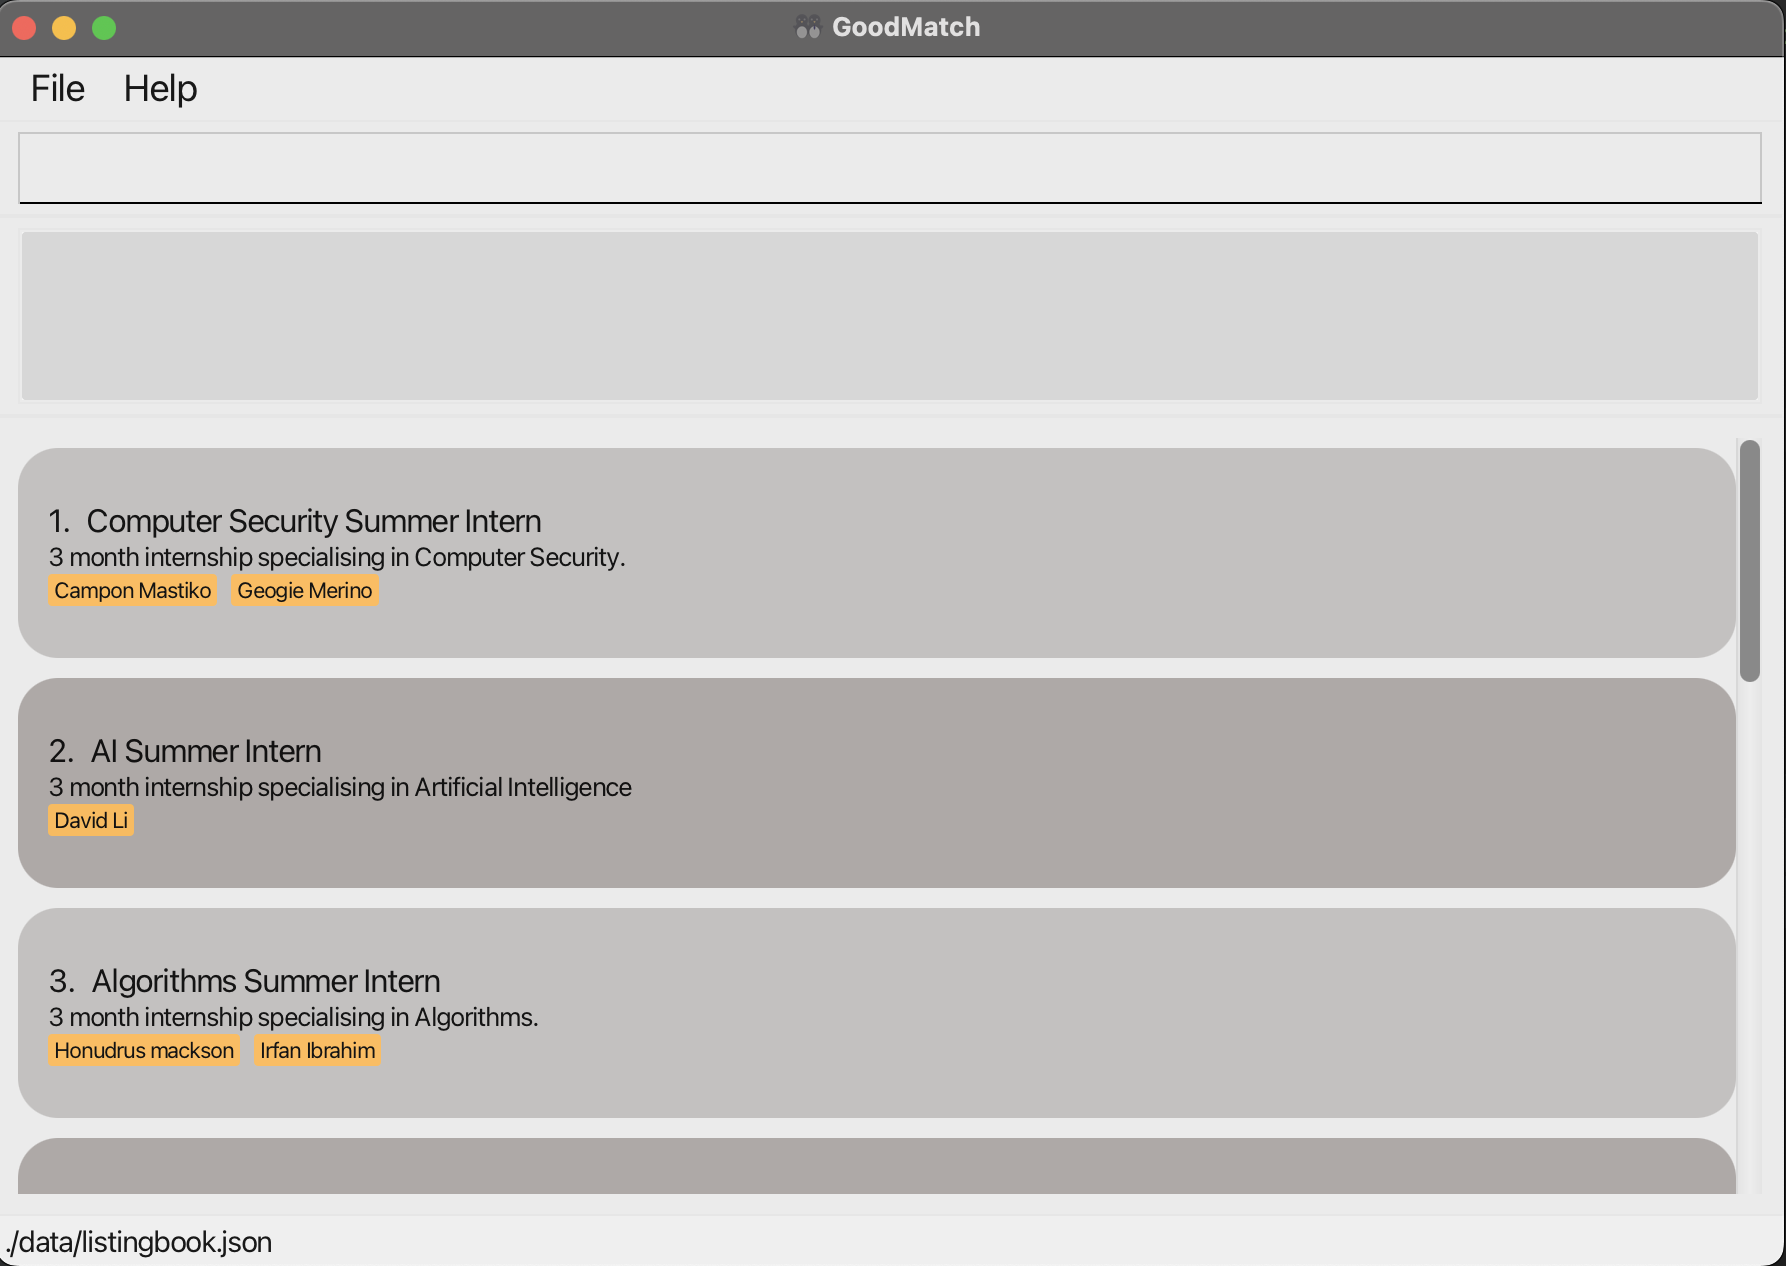 GoodMatch
File Help
1. Computer Security Summer Intern
3 month internship specialising in Computer Security.
Campon Mastiko Geogie Merino
2. AI Summer Intern
3 month internship specialising in Artificial Intelligence
David Li
3. Algorithms Summer Intern
3 month internship specialising in Algorithms.
Honudrus mackson Irfan Ibrahim
./data/listingbook.json